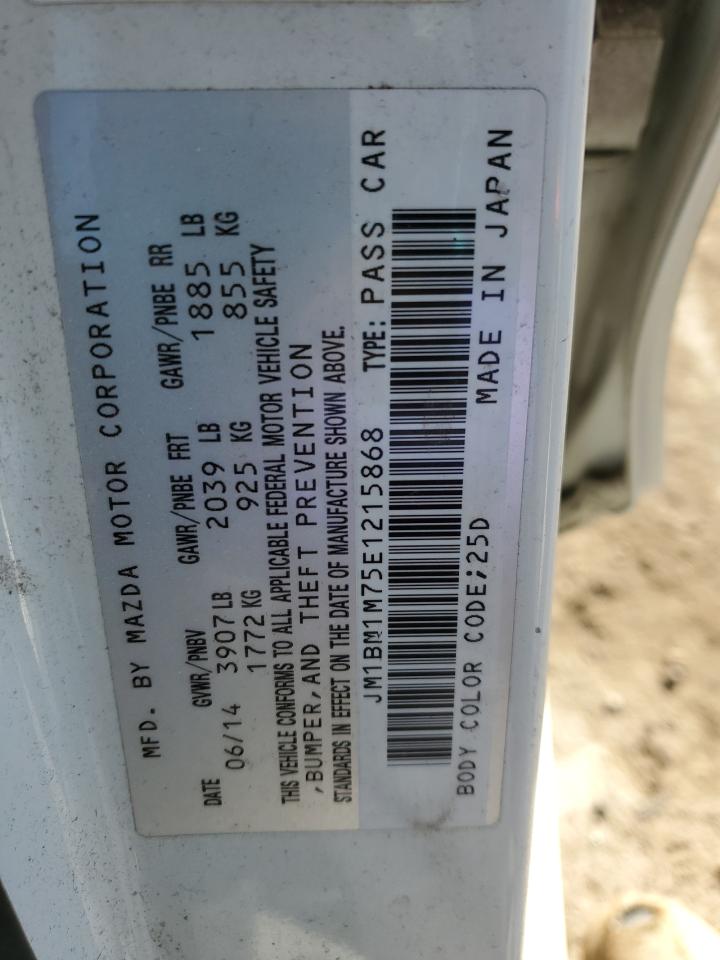 MFD. BY MAZDA MOTOR CORPORATION
DATE GVWR/PNBV GAWR/PNBE FRT GAWR/PNBE RR
06/14 3907 LB 2039 LB 1885 LB
1772 KG 925 KG 855 KG
THIS VEHICLE CONFORMS TO ALL APPLICABLE FEDERAL MOTOR VEHICLE SAFETY
,BUMPER,AND THEFT PREVENTION
STANDARDS IN EFFECT ON THE DATE OF MANUFACTURE SHOWN ABOVE.
JM1BM1M75E1215868 TYPE: PASS CAR
BODY COLOR CODE;25D MADE IN JAPAN